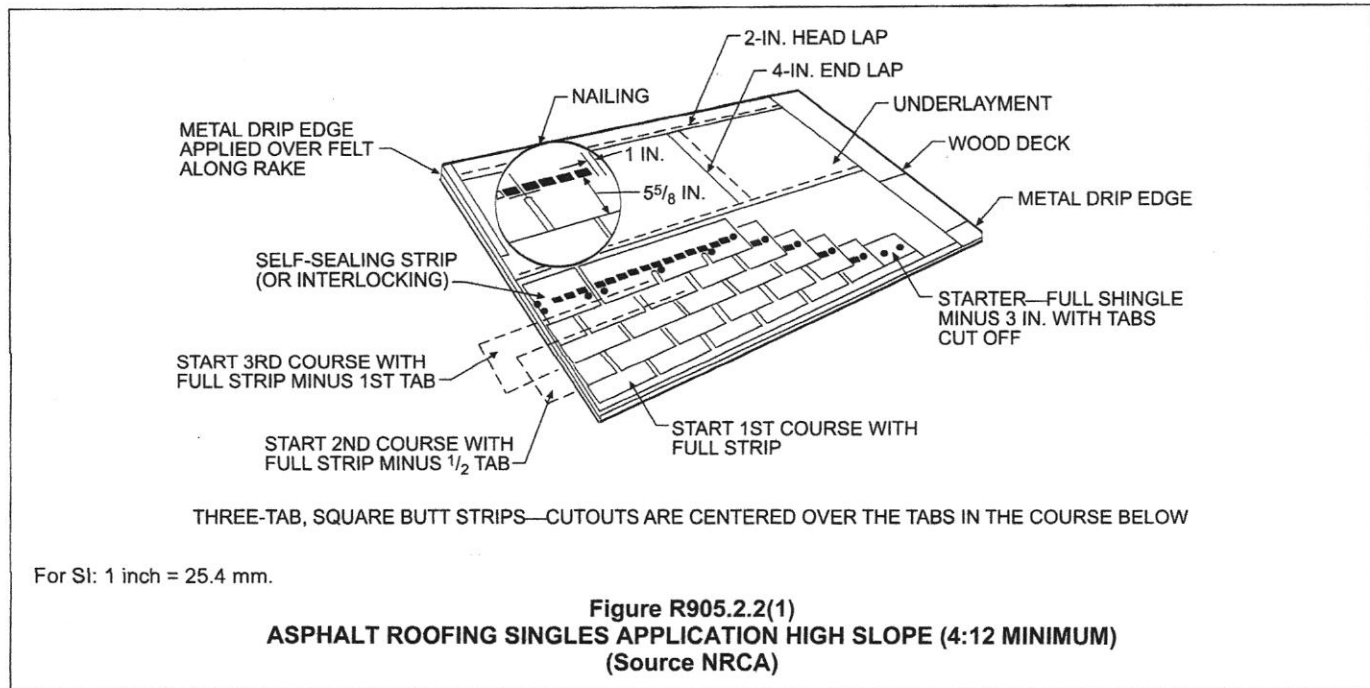 2-IN. HEAD LAP
4-IN. END LAP
NAILING
UNDERLAYMENT
METAL DRIP EDGE
APPLIED OVER FELT
ALONG RAKE
WOOD DECK
1 IN.
5 5/8 IN.
METAL DRIP EDGE
SELF-SEALING STRIP
(OR INTERLOCKING)
STARTER—FULL SHINGLE
MINUS 3 IN. WITH TABS
CUT OFF
START 3RD COURSE WITH
FULL STRIP MINUS 1ST TAB
START 1ST COURSE WITH
FULL STRIP
START 2ND COURSE WITH
FULL STRIP MINUS 1/2 TAB
THREE-TAB, SQUARE BUTT STRIPS—CUTOUTS ARE CENTERED OVER THE TABS IN THE COURSE BELOW
For SI: 1 inch = 25.4 mm.
Figure R905.2.2(1)
ASPHALT ROOFING SINGLES APPLICATION HIGH SLOPE (4:12 MINIMUM)
(Source NRCA)